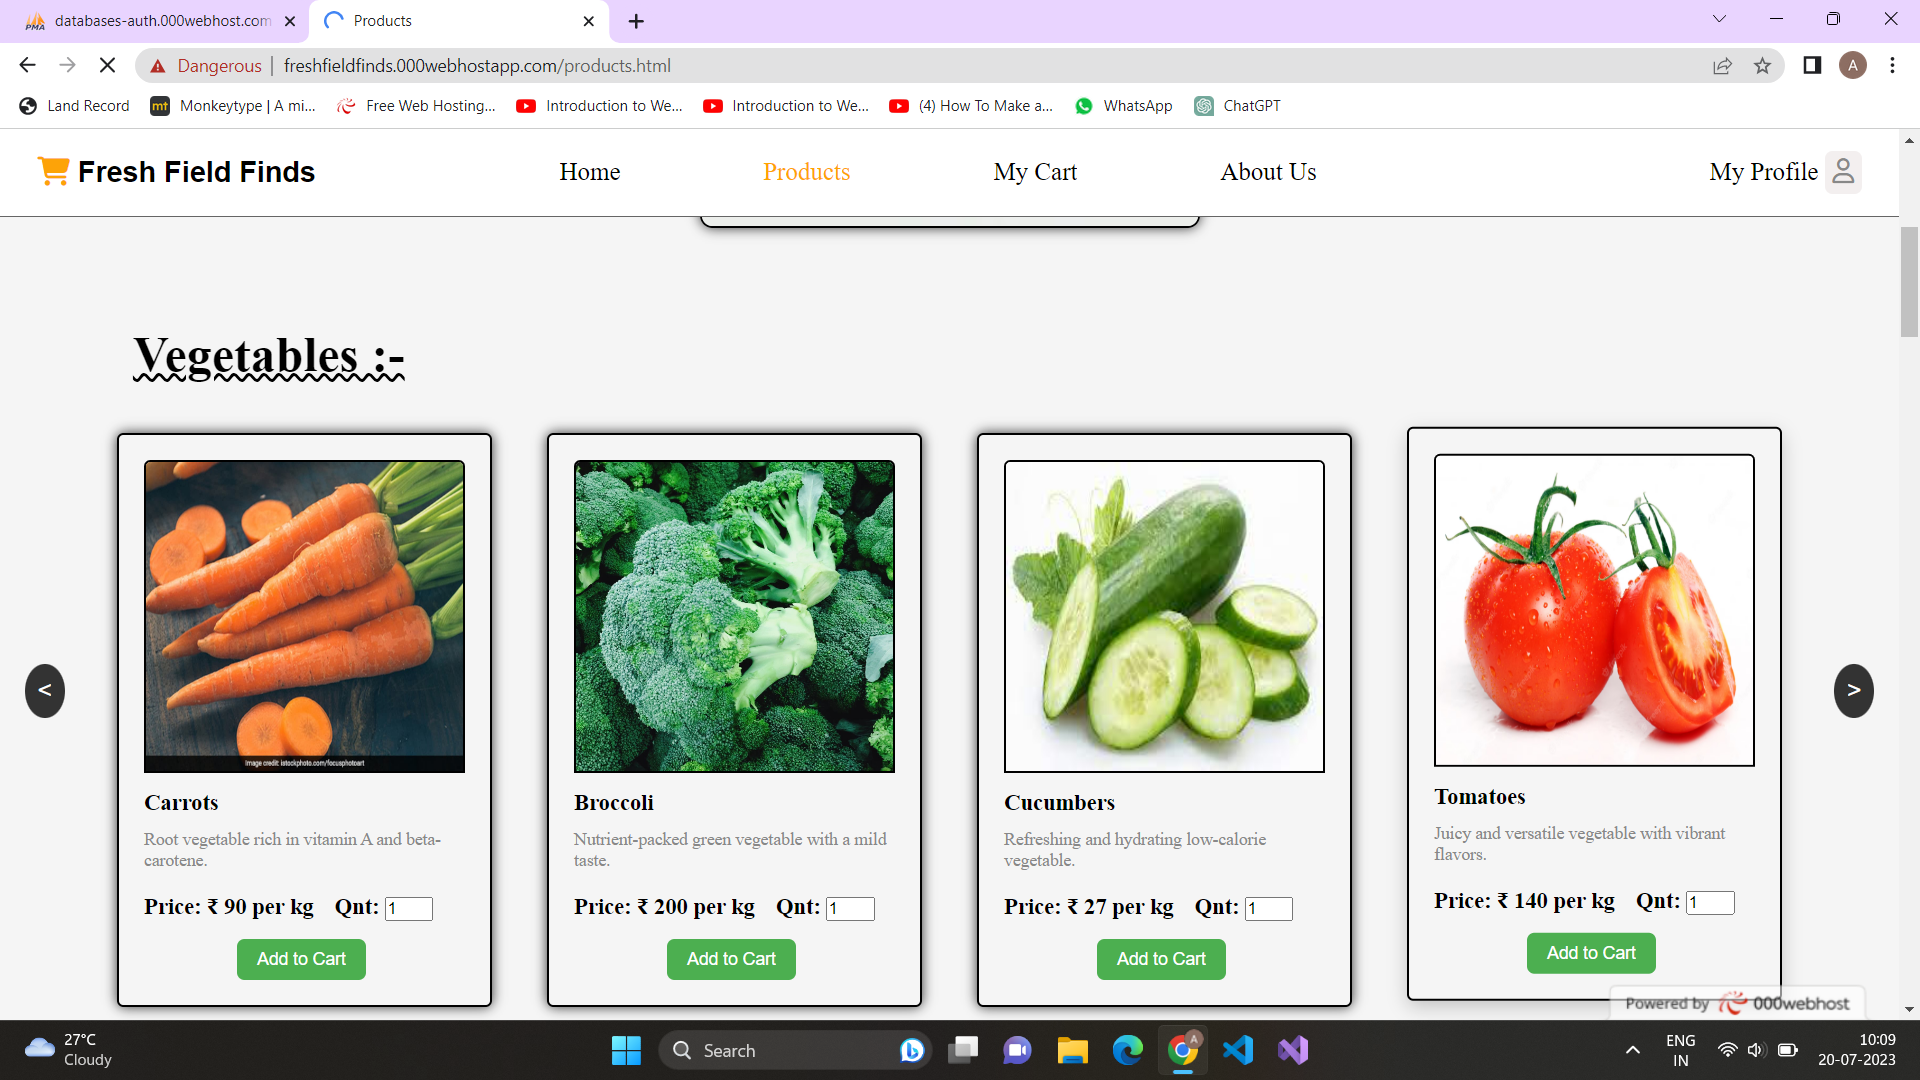 databases-auth.000webhost.com
Products
Dangerous | freshfieldfinds.000webhostapp.com/products.html
A
Land Record
mt Monkeytype | A mi...
Free Web Hosting...
Introduction to We...
Introduction to We...
(4) How To Make a...
WhatsApp
ChatGPT
Fresh Field Finds
Home
Products
My Cart
About Us
My Profile
Vegetables :-
<
>
Image credit: istockphoto.com/focusphotoart
Carrots
Root vegetable rich in vitamin A and beta-
carotene.
Price: ₹ 90 per kg Qnt: 1
Add to Cart
Broccoli
Nutrient-packed green vegetable with a mild
taste.
Price: ₹ 200 per kg Qnt: 1
Add to Cart
Cucumbers
Refreshing and hydrating low-calorie
vegetable.
Price: ₹ 27 per kg Qnt: 1
Add to Cart
Tomatoes
Juicy and versatile vegetable with vibrant
flavors.
Price: ₹ 140 per kg Qnt: 1
Add to Cart
Powered by 000webhost
27°C
Cloudy
Search
A
ENG
IN
10:09
20-07-2023